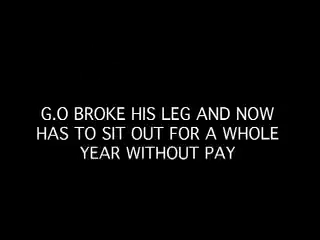 G.O BROKE HIS LEG AND NOW
HAS TO SIT OUT FOR A WHOLE
YEAR WITHOUT PAY